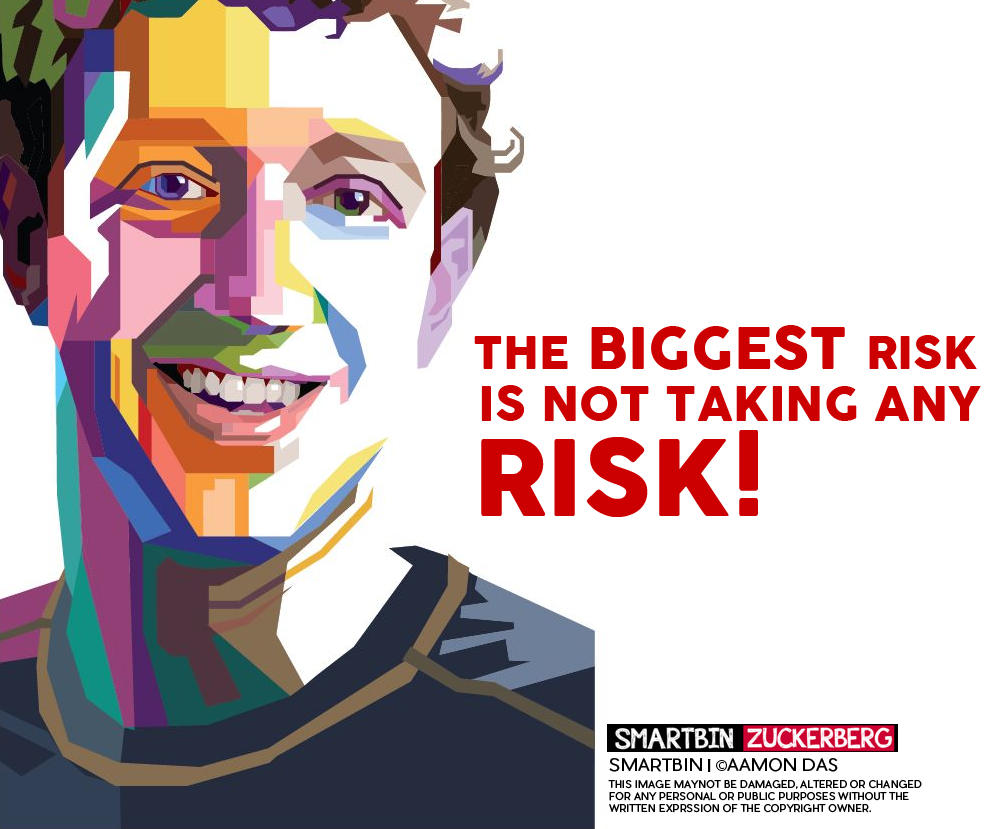 THE BIGGEST RISK
IS NOT TAKING ANY
RISK!
SMARTBIN ZUCKERBERG
SMARTBIN | ©AAMON DAS
THIS IMAGE MAYNOT BE DAMAGED, ALTERED OR CHANGED
FOR ANY PERSONAL OR PUBLIC PURPOSES WITHOUT THE
WRITTEN EXPRSSION OF THE COPYRIGHT OWNER.